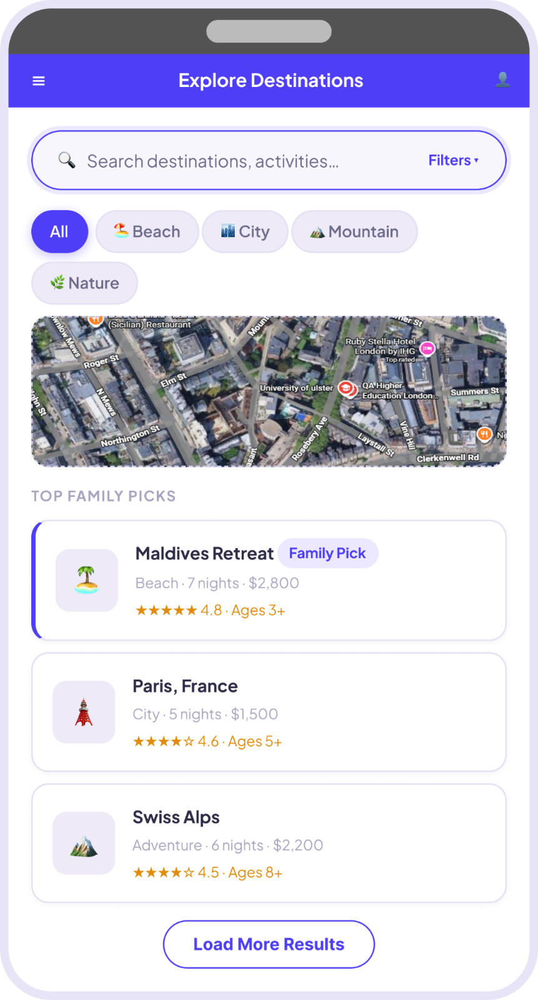 Explore Destinations
Search destinations, activities...
Filters ▾
All
Beach
City
Mountain
Nature
(Sicilian) Restaurant
Mews
Roger St
Elm St
N Mews
Northington St
Ruby Stella Hotel
London by IHG
Top rated
University of ulster
QA Higher
Education London...
Summers St
Rosebery Ave
Laystall St
Vine Hill
Clerkenwell Rd
TOP FAMILY PICKS
Maldives Retreat
Family Pick
Beach · 7 nights · $2,800
★★★★★ 4.8 · Ages 3+
Paris, France
City · 5 nights · $1,500
★★★★☆ 4.6 · Ages 5+
Swiss Alps
Adventure · 6 nights · $2,200
★★★★☆ 4.5 · Ages 8+
Load More Results